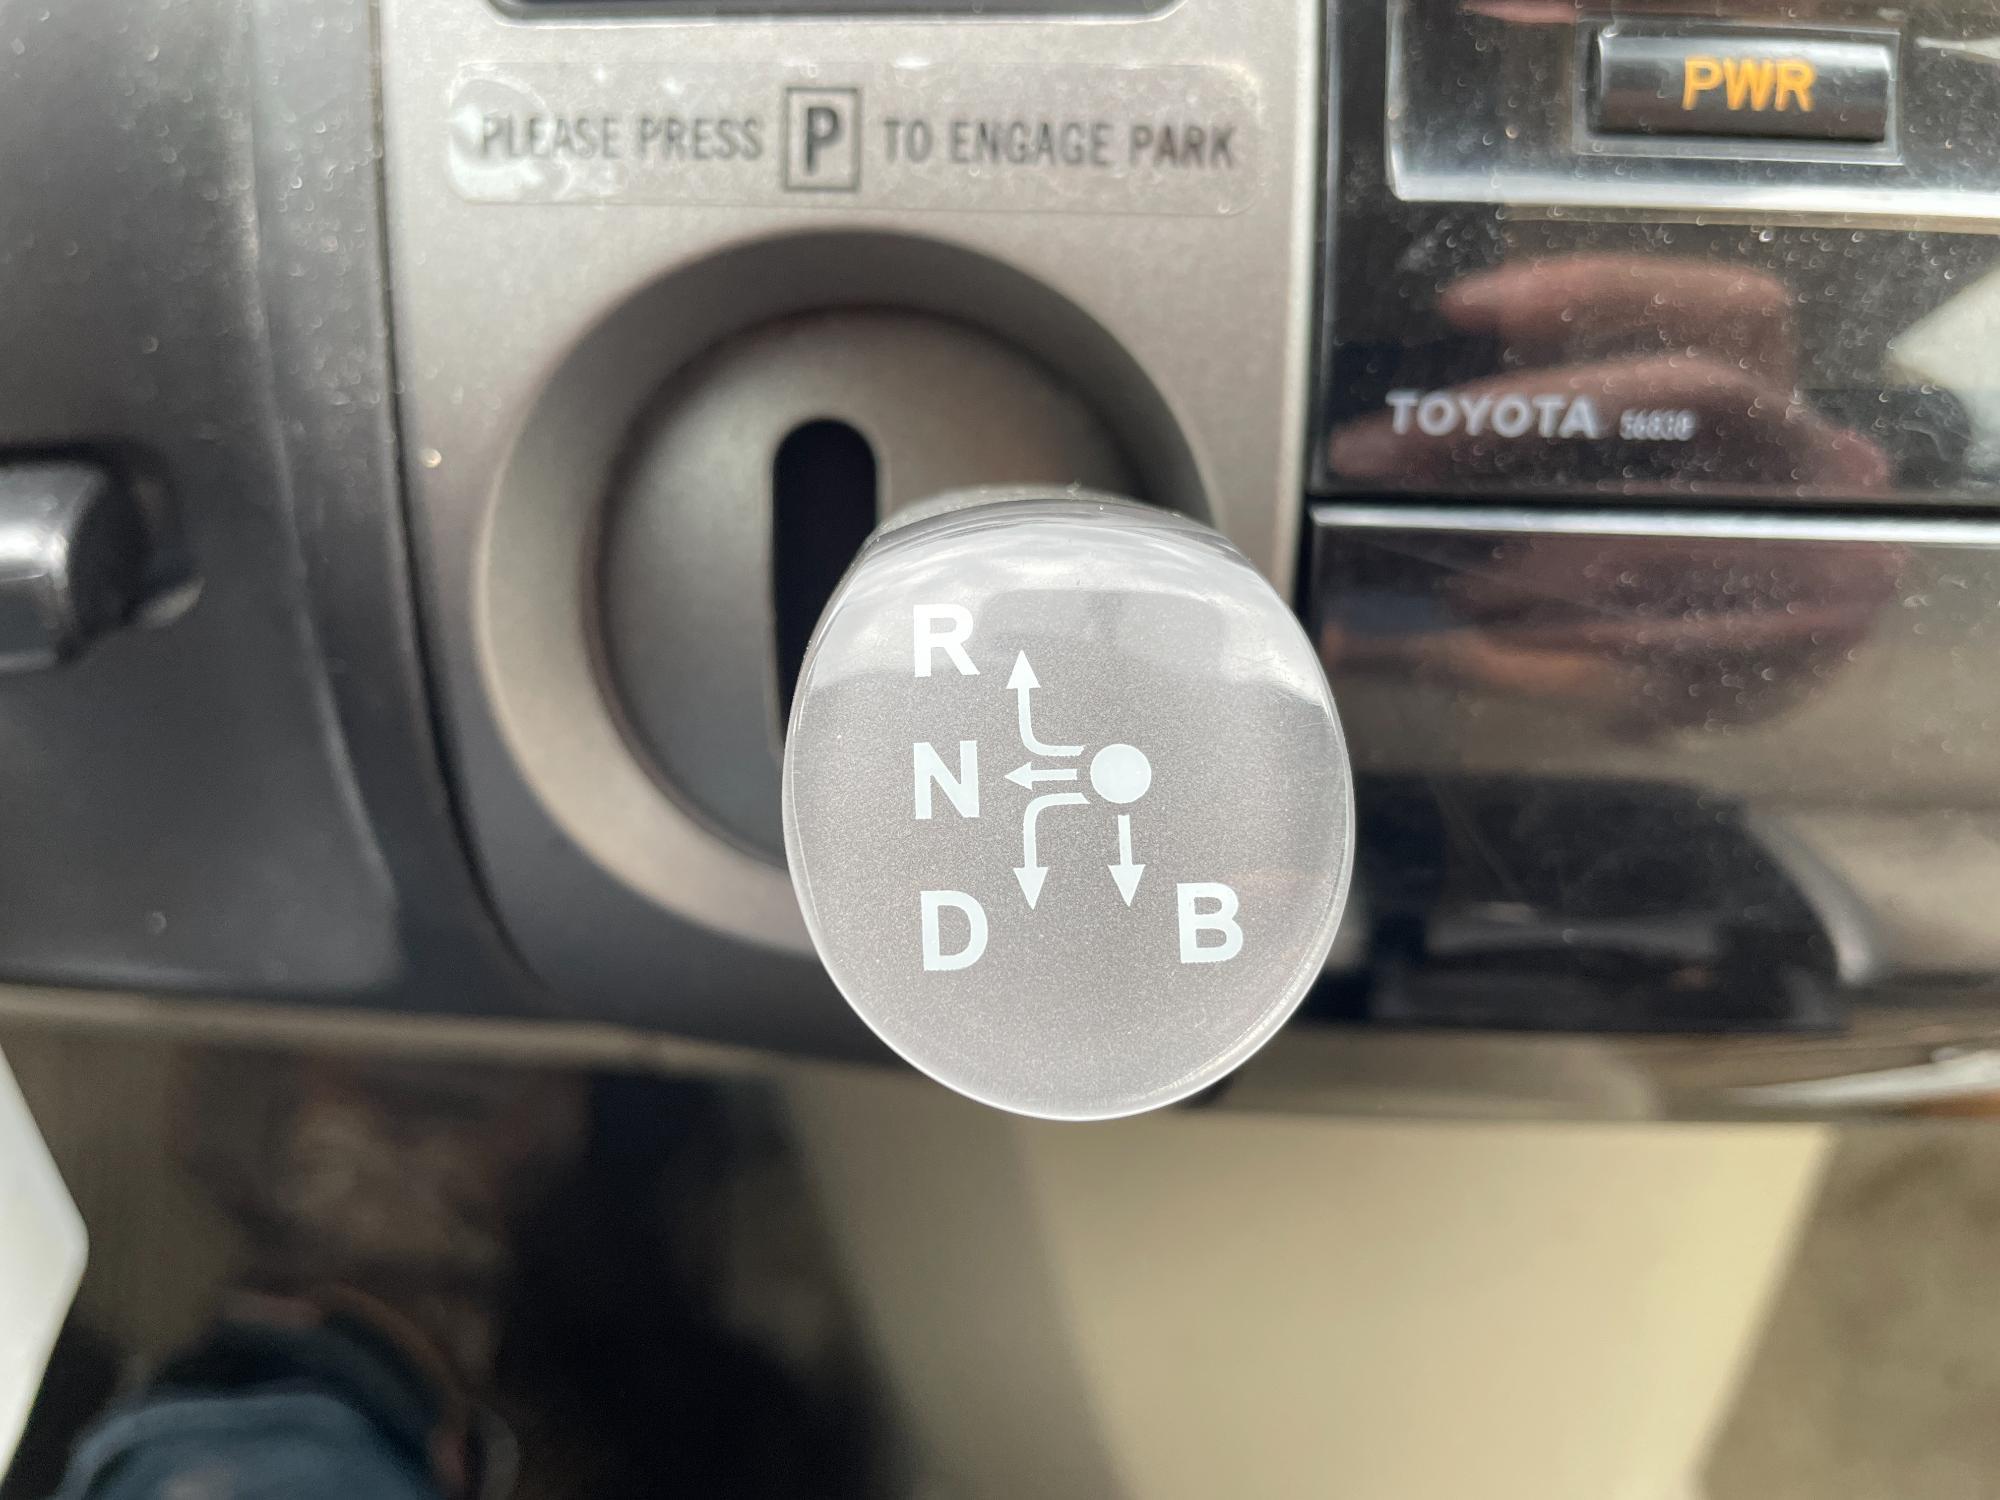 PWR
PLEASE PRESS P TO ENGAGE PARK
TOYOTA
R
N
D B